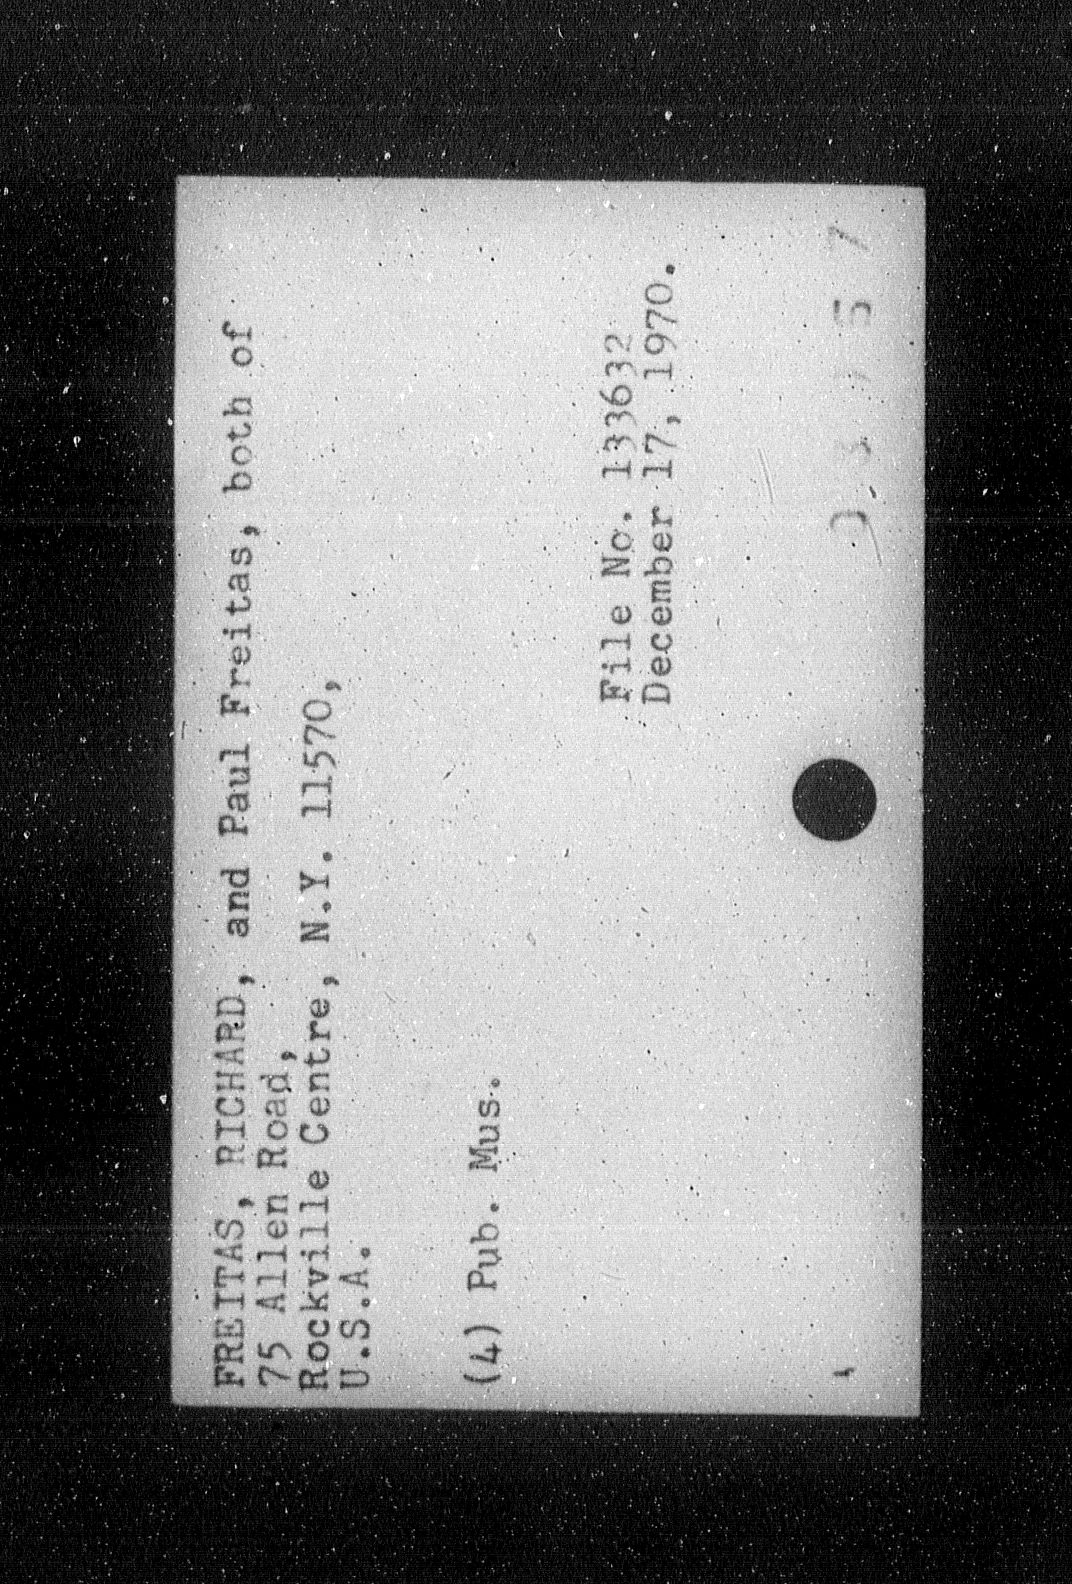 FREITAS, RICHARD, and Paul Freitas, both of
75 Allen Road,
Rockville Centre, N.Y. 11570,
U.S.A.
(4) Pub. Mus.
File No. 133632
December 17, 1970.